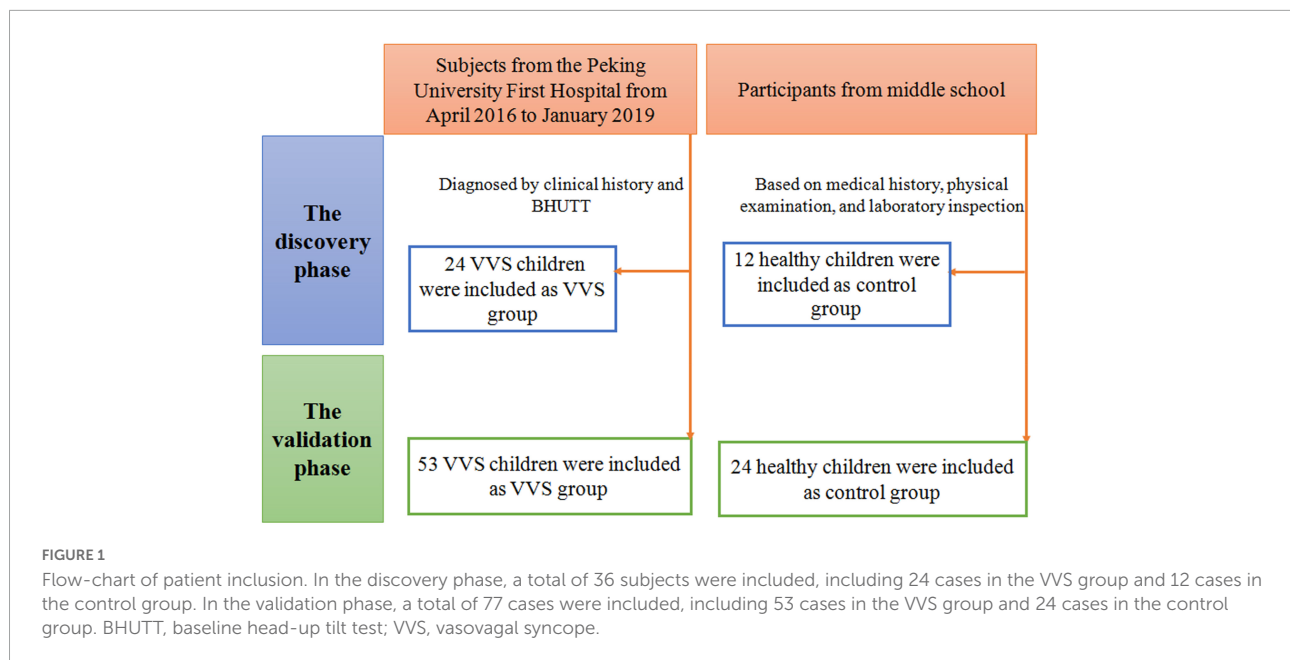 Subjects from the Peking
University First Hospital from
April 2016 to January 2019
Participants from middle school
The
discovery
phase
Diagnosed by clinical history and
BHUTT
Based on medical history, physical
examination, and laboratory inspection
24 VVS children
were included as VVS
group
12 healthy children were
included as control
group
The
validation
phase
53 VVS children were included
as VVS group
24 healthy children were included
as control group
FIGURE 1
Flow-chart of patient inclusion. In the discovery phase, a total of 36 subjects were included, including 24 cases in the VVS group and 12 cases in
the control group. In the validation phase, a total of 77 cases were included, including 53 cases in the VVS group and 24 cases in the control
group. BHUTT, baseline head-up tilt test; VVS, vasovagal syncope.